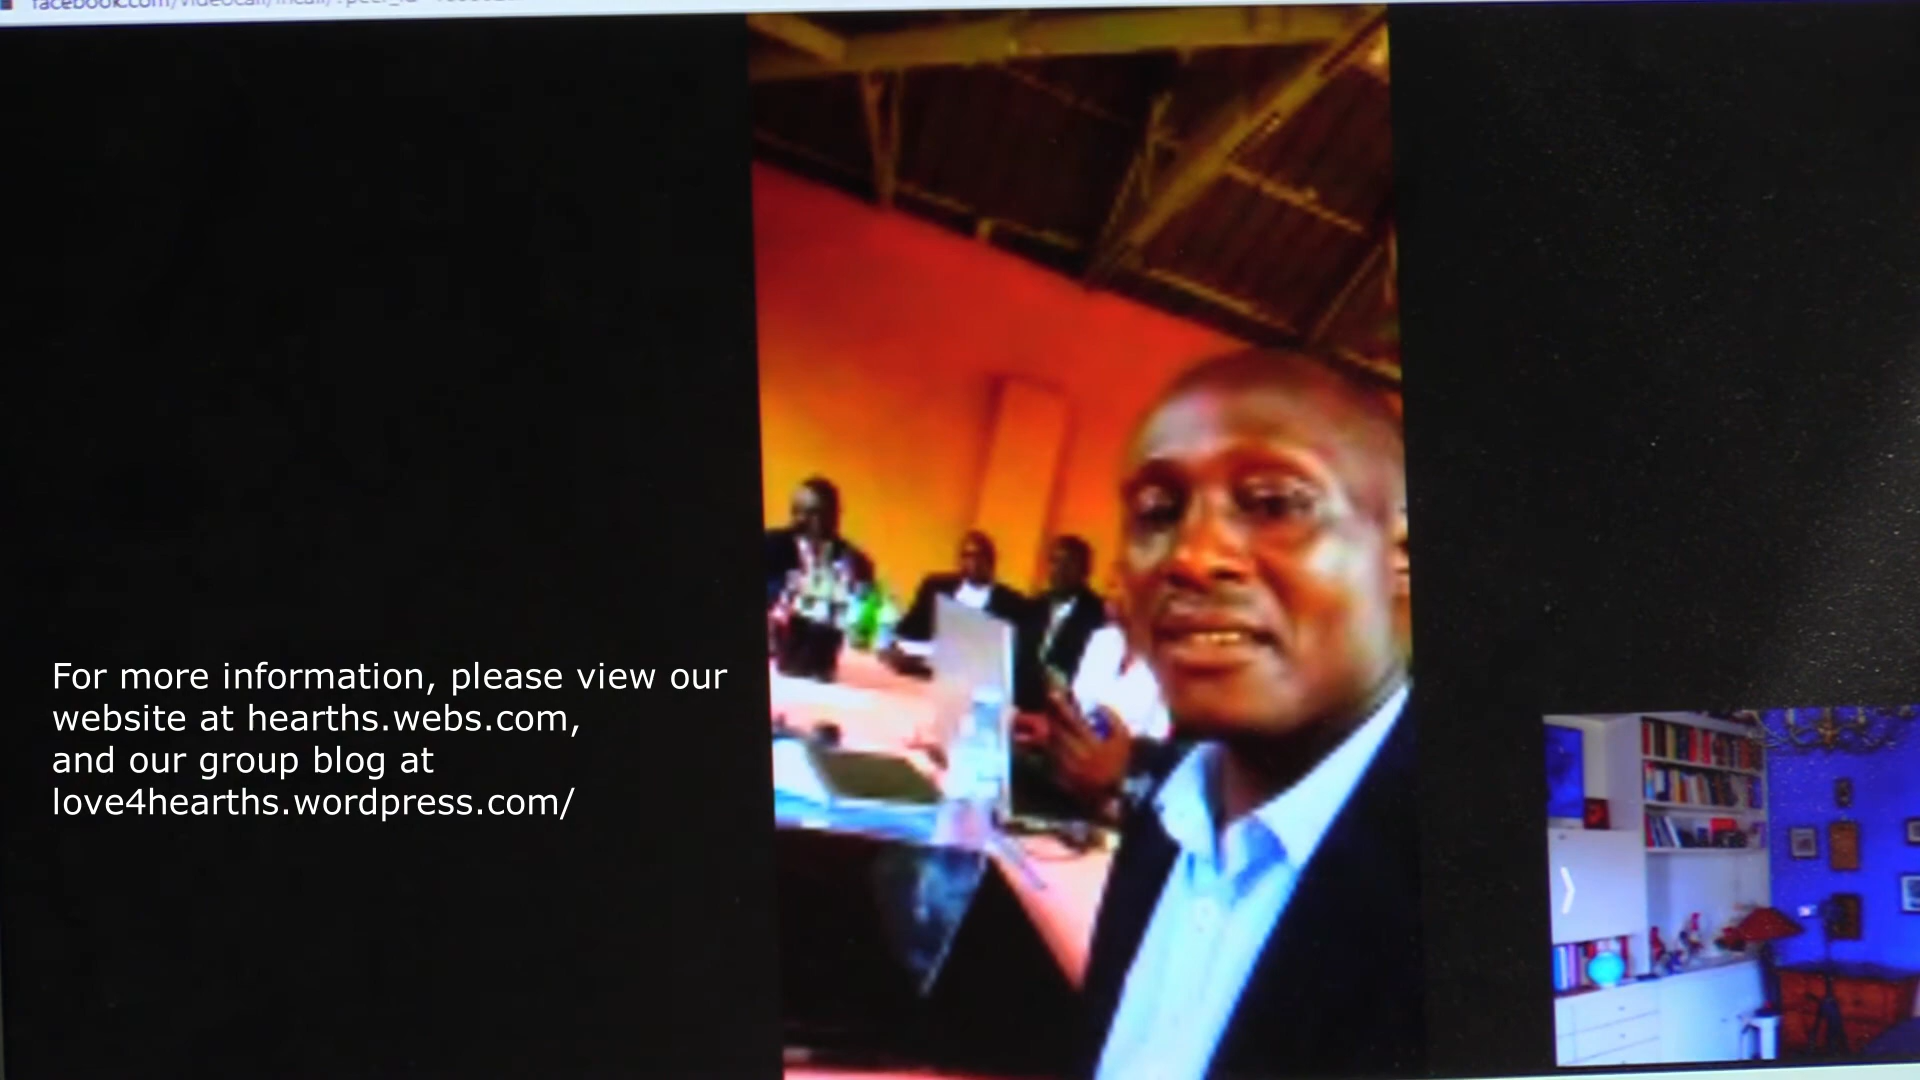 For more information, please view our
website at hearths.webs.com,
and our group blog at
love4hearths.wordpress.com/